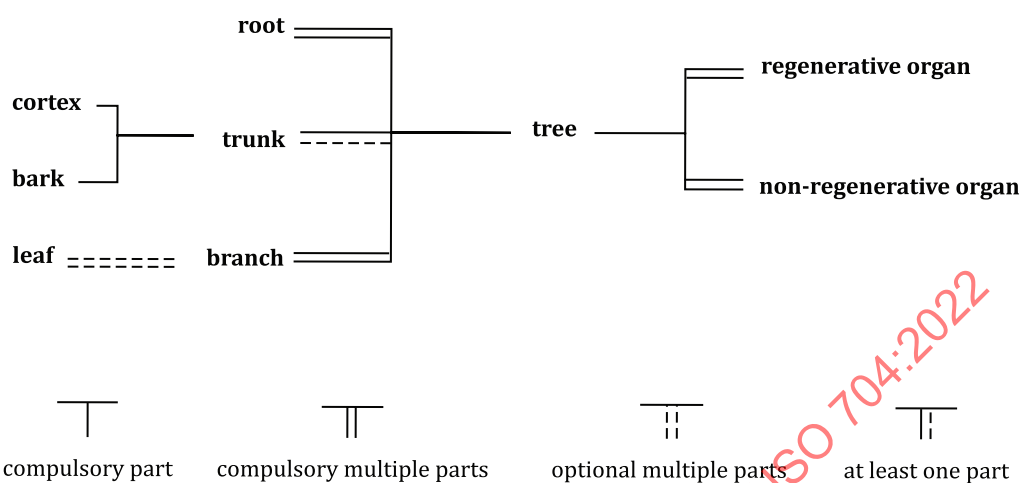 root
regenerative organ
cortex
trunk
tree
bark
non-regenerative organ
leaf
branch
ISO 704:2022
compulsory part
compulsory multiple parts
optional multiple parts
at least one part